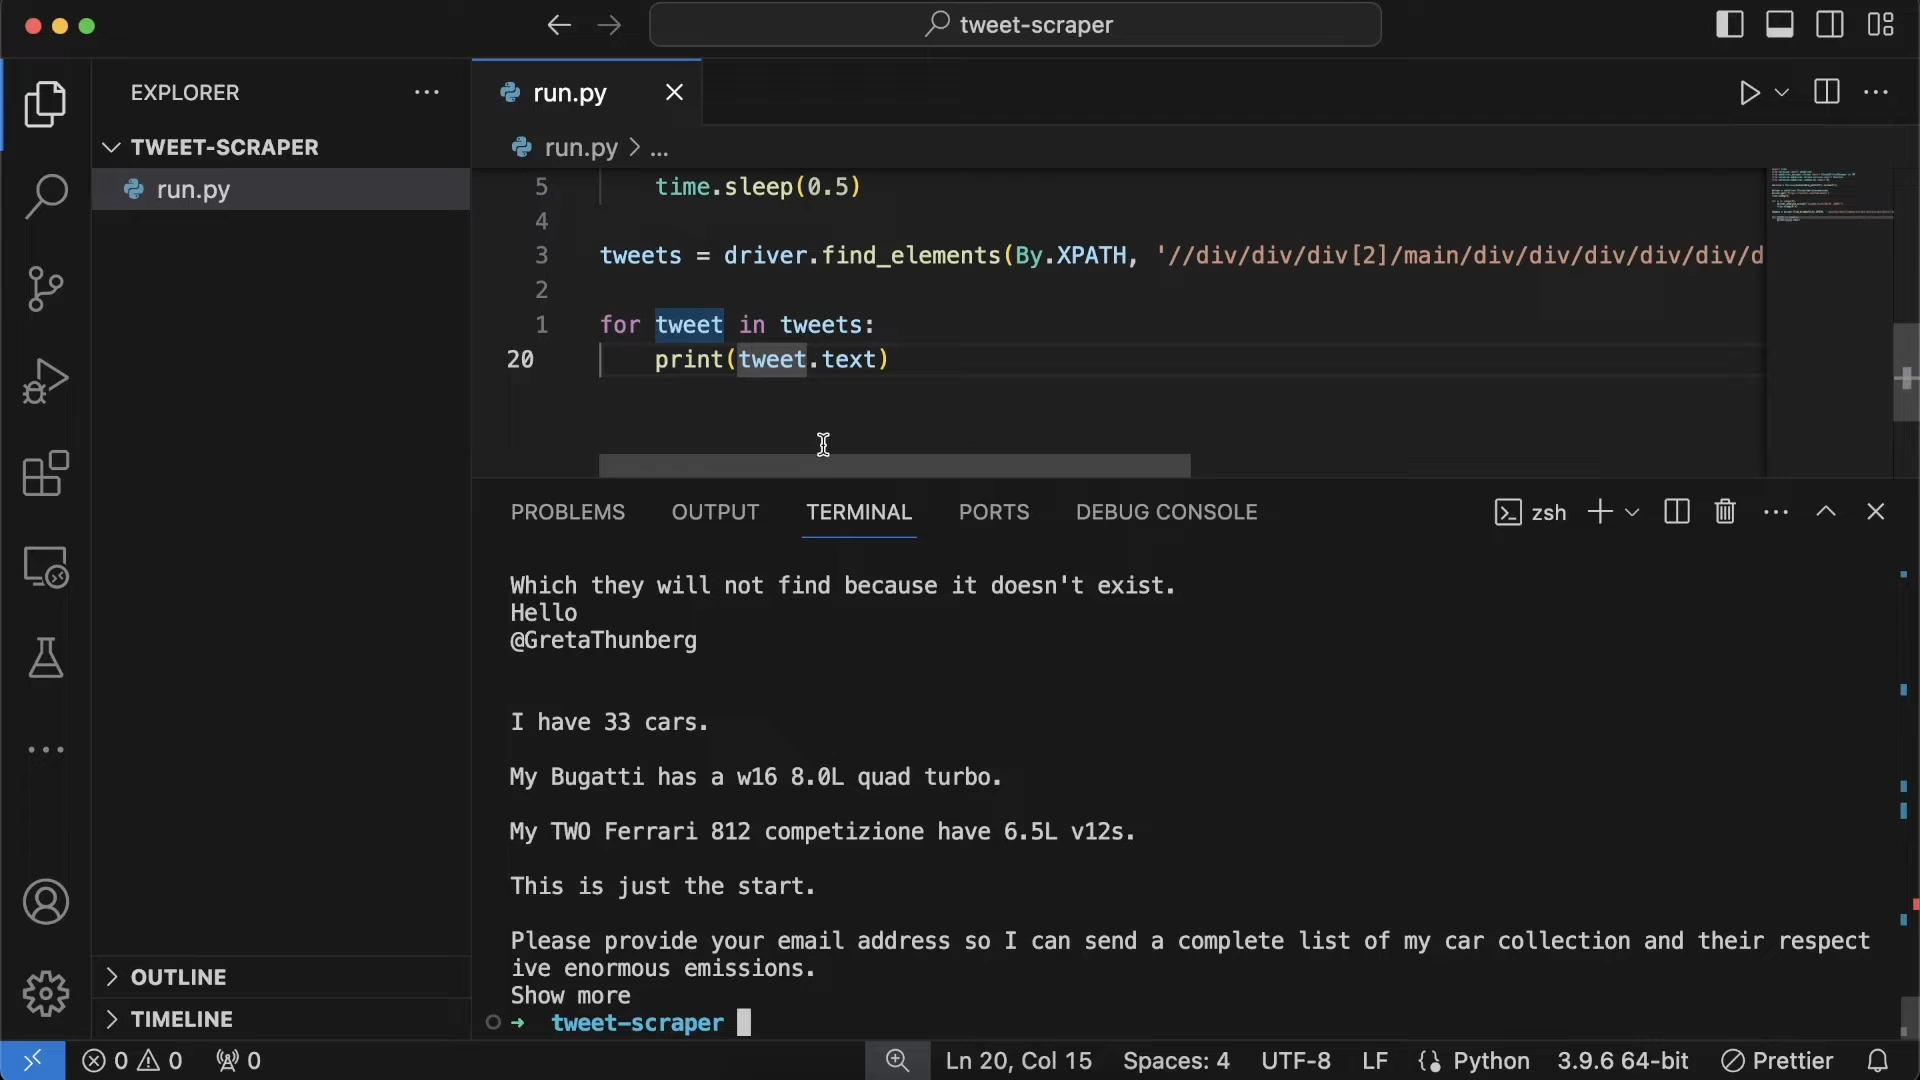 tweet-scraper
EXPLORER
TWEET-SCRAPER
run.py
OUTLINE
TIMELINE
run.py
run.py > ...
5 time.sleep(0.5)
4
3 tweets = driver.find_elements(By.XPATH, '//div/div/div[2]/main/div/div/div/div/div/d
2
1 for tweet in tweets:
20 print(tweet.text)
PROBLEMS OUTPUT TERMINAL PORTS DEBUG CONSOLE zsh
Which they will not find because it doesn't exist.
Hello
@GretaThunberg
I have 33 cars.
My Bugatti has a w16 8.0L quad turbo.
My TWO Ferrari 812 competizione have 6.5L v12s.
This is just the start.
Please provide your email address so I can send a complete list of my car collection and their respect
ive enormous emissions.
Show more
➜ tweet-scraper
0 0 0 Ln 20, Col 15 Spaces: 4 UTF-8 LF Python 3.9.6 64-bit Prettier